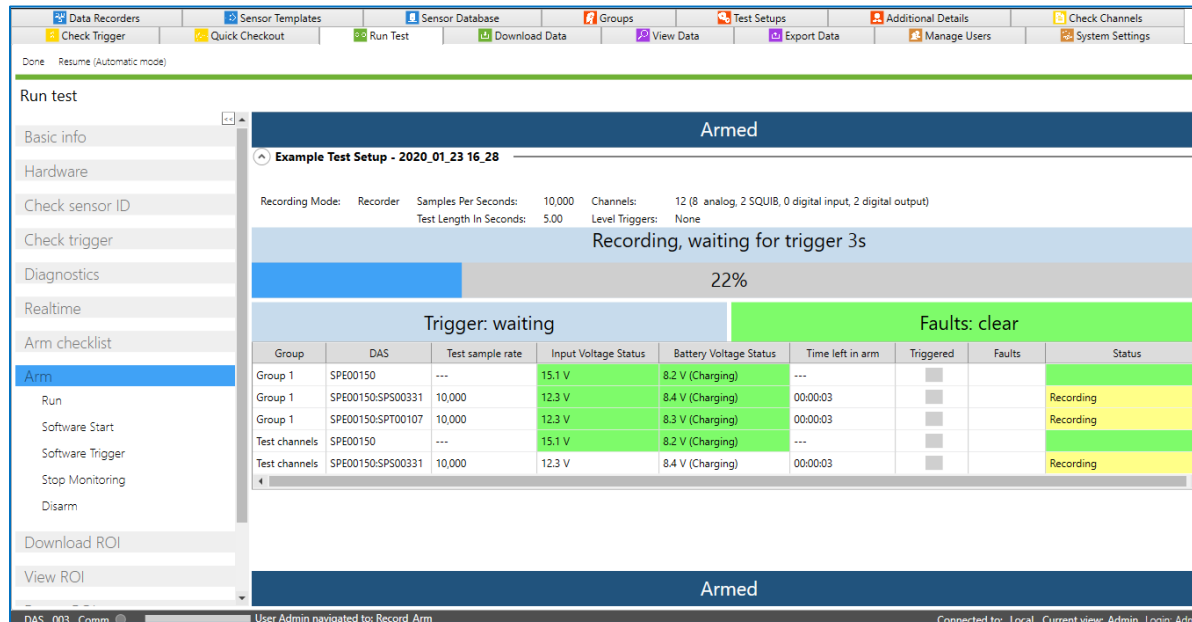 Data Recorders Sensor Templates Sensor Database Groups Test Setups Additional Details Check Channels
Check Trigger Quick Checkout Run Test Download Data View Data Export Data Manage Users System Settings
Done Resume (Automatic mode)
Run test
<<
Basic info
Hardware
Check sensor ID
Check trigger
Diagnostics
Realtime
Arm checklist
Arm
Run
Software Start
Software Trigger
Stop Monitoring
Disarm
Download ROI
View ROI
Armed
Example Test Setup - 2020_01_23 16_28
Recording Mode: Recorder Samples Per Seconds: 10,000 Channels: 12 (8 analog, 2 SQUIB, 0 digital input, 2 digital output)
Test Length In Seconds: 5.00 Level Triggers: None
Recording, waiting for trigger 3s
22%
Trigger: waiting Faults: clear
Group DAS Test sample rate Input Voltage Status Battery Voltage Status Time left in arm Triggered Faults Status
Group 1 SPE00150 --- 15.1 V 8.2 V (Charging) ---
Group 1 SPE00150:SPS00331 10,000 12.3 V 8.4 V (Charging) 00:00:03 Recording
Group 1 SPE00150:SPT00107 10,000 12.3 V 8.3 V (Charging) 00:00:03 Recording
Test channels SPE00150 --- 15.1 V 8.2 V (Charging) ---
Test channels SPE00150:SPS00331 10,000 12.3 V 8.4 V (Charging) 00:00:03 Recording
Armed
DAS 003 Comm User Admin navigated to: Record Arm Connected to: Local Current view: Admin Login: